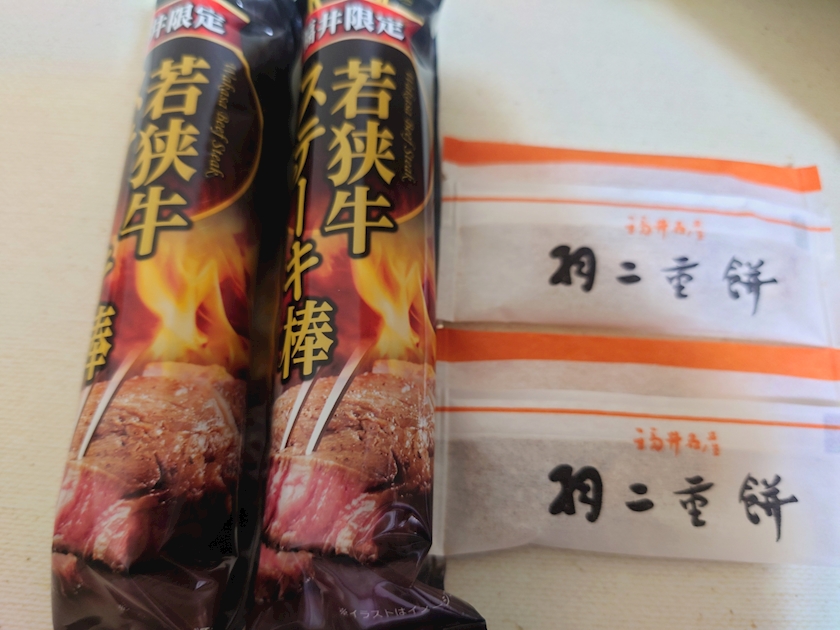 井限定
若狭牛
Wakasa Beef Steak
棒
福井限定
若狭牛
ステーキ棒
Wakasa Beef Steak
※イラストはイメージ
福井名産
羽二重餅
福井名産
羽二重餅